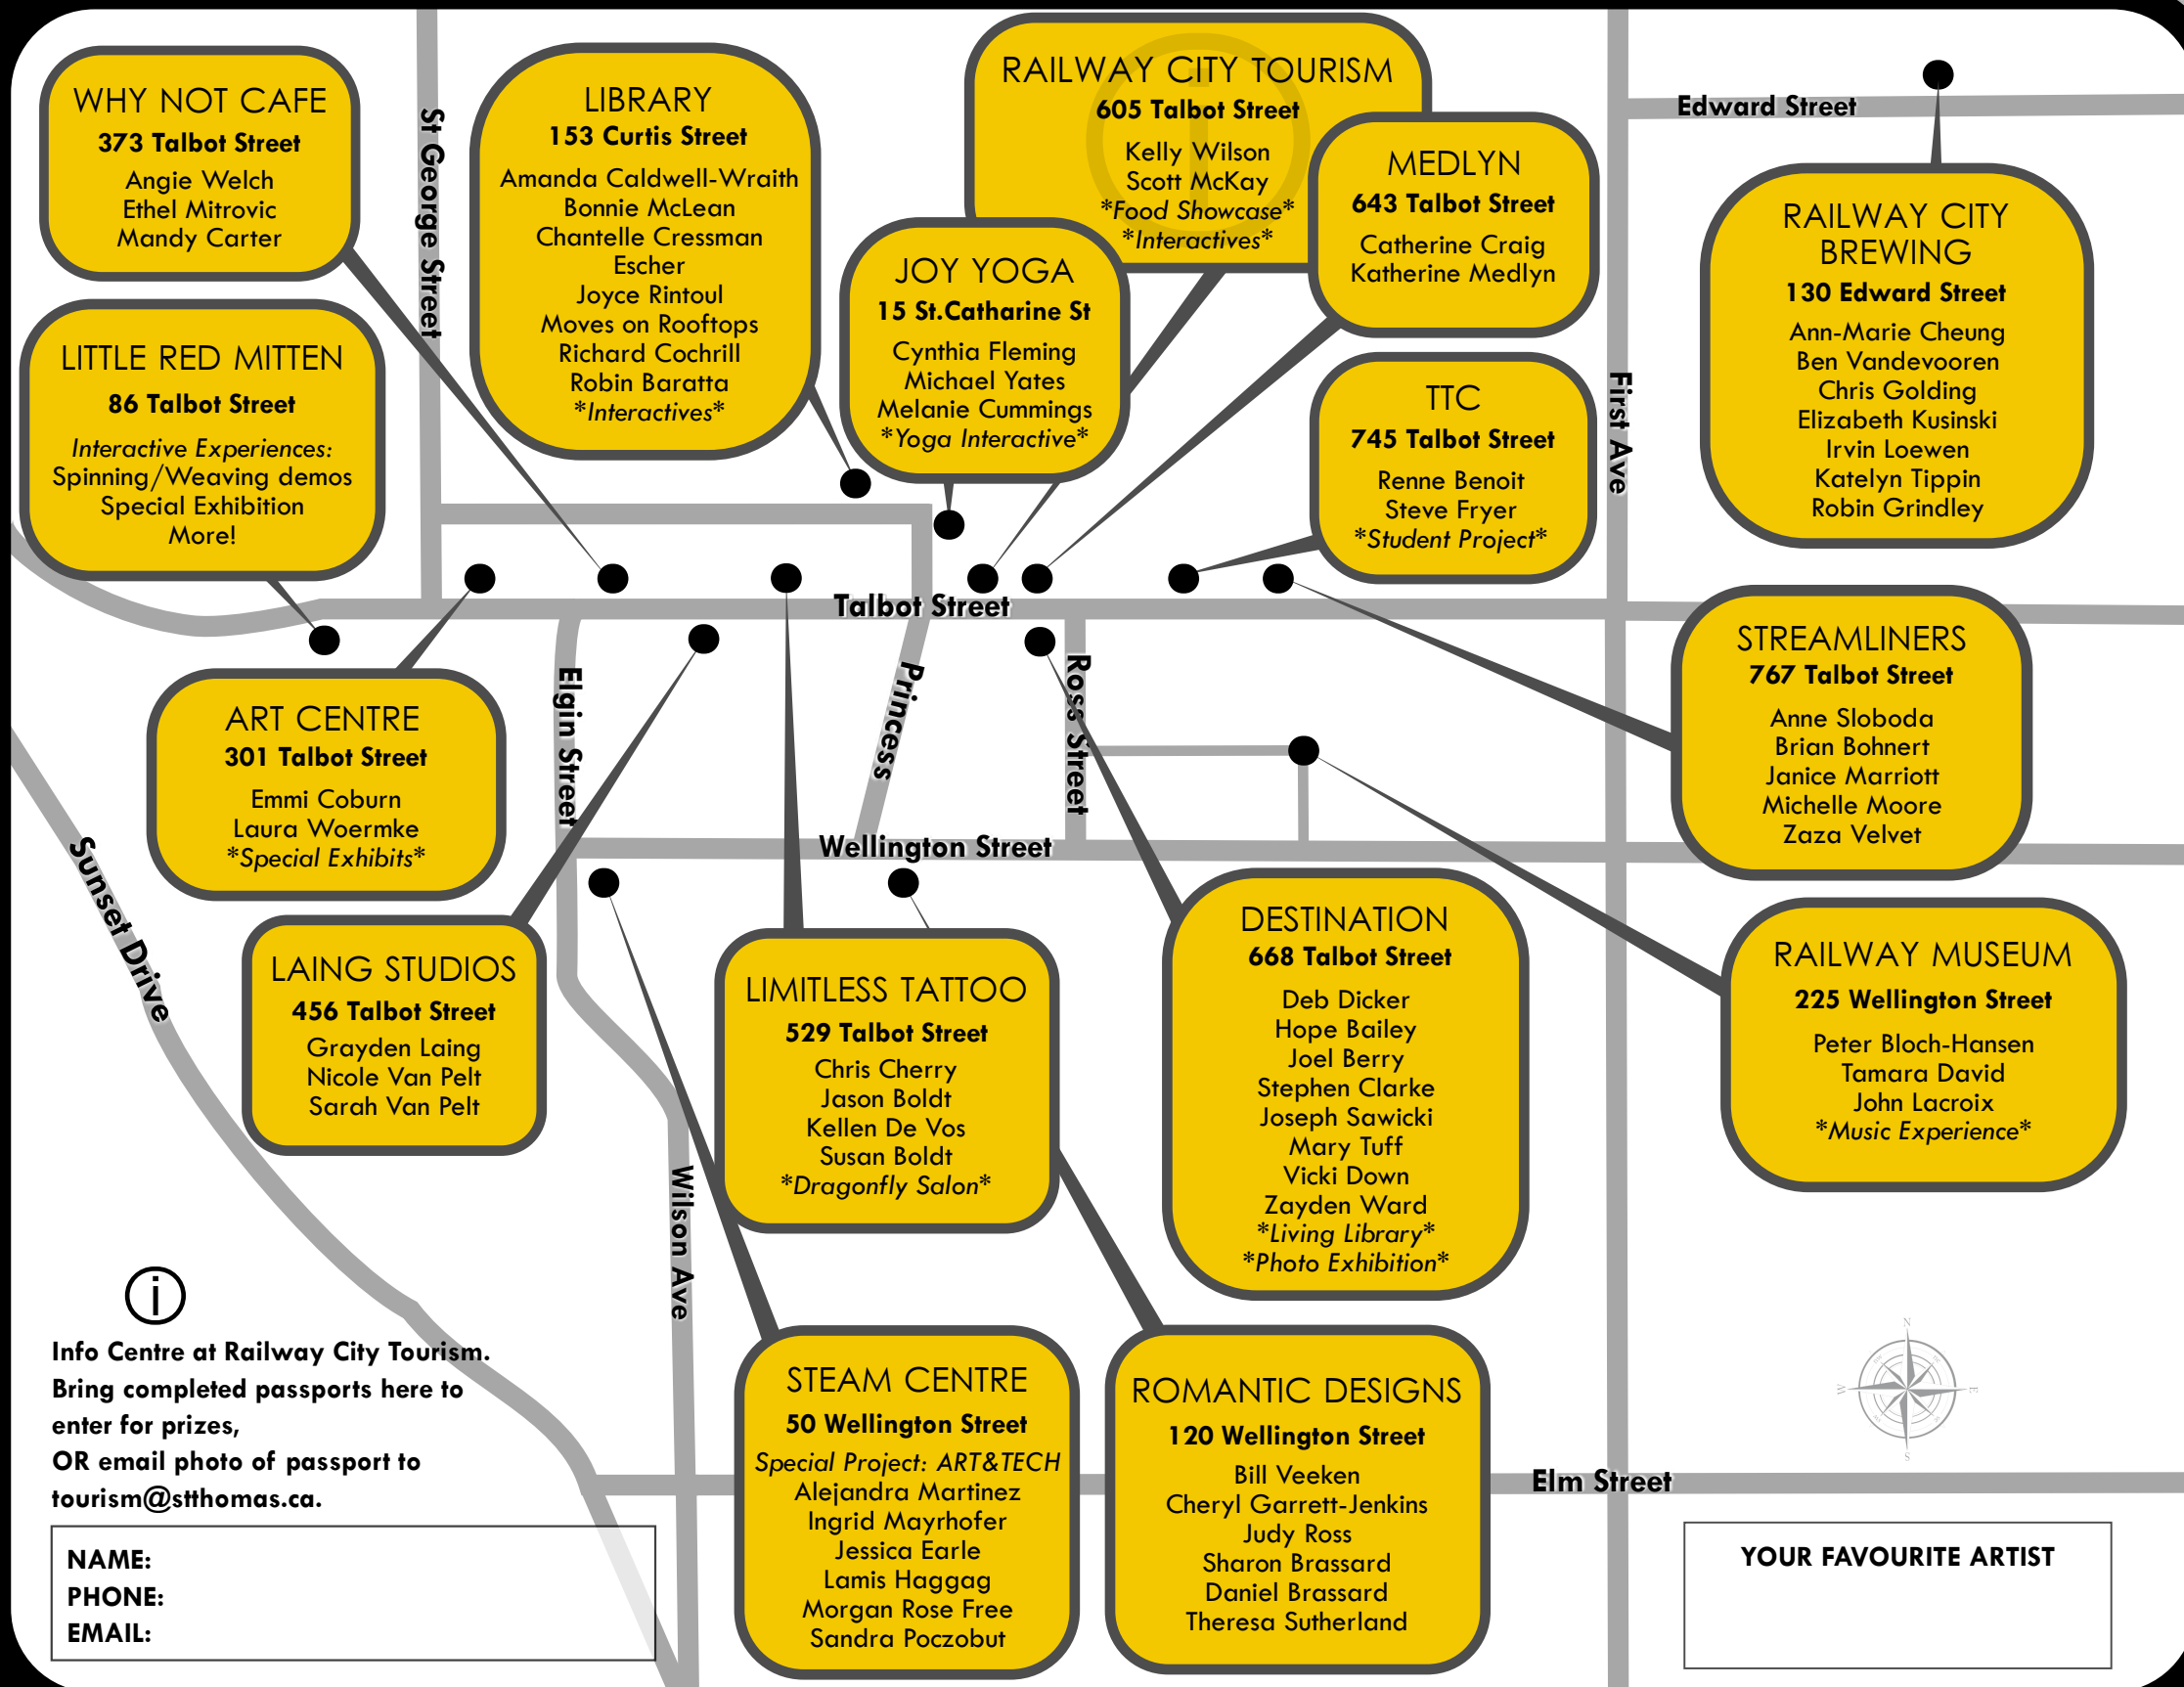 WHY NOT CAFE
373 Talbot Street
Angie Welch
Ethel Mitrovic
Mandy Carter
St George Street
LIBRARY
153 Curtis Street
Amanda Caldwell-Wraith
Bonnie McLean
Chantelle Cressman
Escher
Joyce Rintoul
Moves on Rooftops
Richard Cochrill
Robin Baratta
*Interactives*
RAILWAY CITY TOURISM
605 Talbot Street
Kelly Wilson
Scott McKay
*Food Showcase*
*Interactives*
MEDLYN
643 Talbot Street
Catherine Craig
Katherine Medlyn
Edward Street
RAILWAY CITY
BREWING
130 Edward Street
Ann-Marie Cheung
Ben Vandevooren
Chris Golding
Elizabeth Kusinski
Irvin Loewen
Katelyn Tippin
Robin Grindley
LITTLE RED MITTEN
86 Talbot Street
Interactive Experiences:
Spinning/Weaving demos
Special Exhibition
More!
JOY YOGA
15 St.Catharine St
Cynthia Fleming
Michael Yates
Melanie Cummings
*Yoga Interactive*
TTC
745 Talbot Street
Renne Benoit
Steve Fryer
*Student Project*
First Ave
Talbot Street
STREAMLINERS
767 Talbot Street
Anne Sloboda
Brian Bohnert
Janice Marriott
Michelle Moore
Zaza Velvet
ART CENTRE
301 Talbot Street
Emmi Coburn
Laura Woermke
*Special Exhibits*
Elgin Street
Princess
Ross Street
Wellington Street
Sunset Drive
LAING STUDIOS
456 Talbot Street
Grayden Laing
Nicole Van Pelt
Sarah Van Pelt
LIMITLESS TATTOO
529 Talbot Street
Chris Cherry
Jason Boldt
Kellen De Vos
Susan Boldt
*Dragonfly Salon*
DESTINATION
668 Talbot Street
Deb Dicker
Hope Bailey
Joel Berry
Stephen Clarke
Joseph Sawicki
Mary Tuff
Vicki Down
Zayden Ward
*Living Library*
*Photo Exhibition*
RAILWAY MUSEUM
225 Wellington Street
Peter Bloch-Hansen
Tamara David
John Lacroix
*Music Experience*
Wilson Ave
i
Info Centre at Railway City Tourism.
Bring completed passports here to
enter for prizes,
OR email photo of passport to
tourism@stthomas.ca.
NAME:
PHONE:
EMAIL:
STEAM CENTRE
50 Wellington Street
Special Project: ART&TECH
Alejandra Martinez
Ingrid Mayrhofer
Jessica Earle
Lamis Haggag
Morgan Rose Free
Sandra Poczobut
ROMANTIC DESIGNS
120 Wellington Street
Bill Veeken
Cheryl Garrett-Jenkins
Judy Ross
Sharon Brassard
Daniel Brassard
Theresa Sutherland
Elm Street
N
W
E
S
YOUR FAVOURITE ARTIST